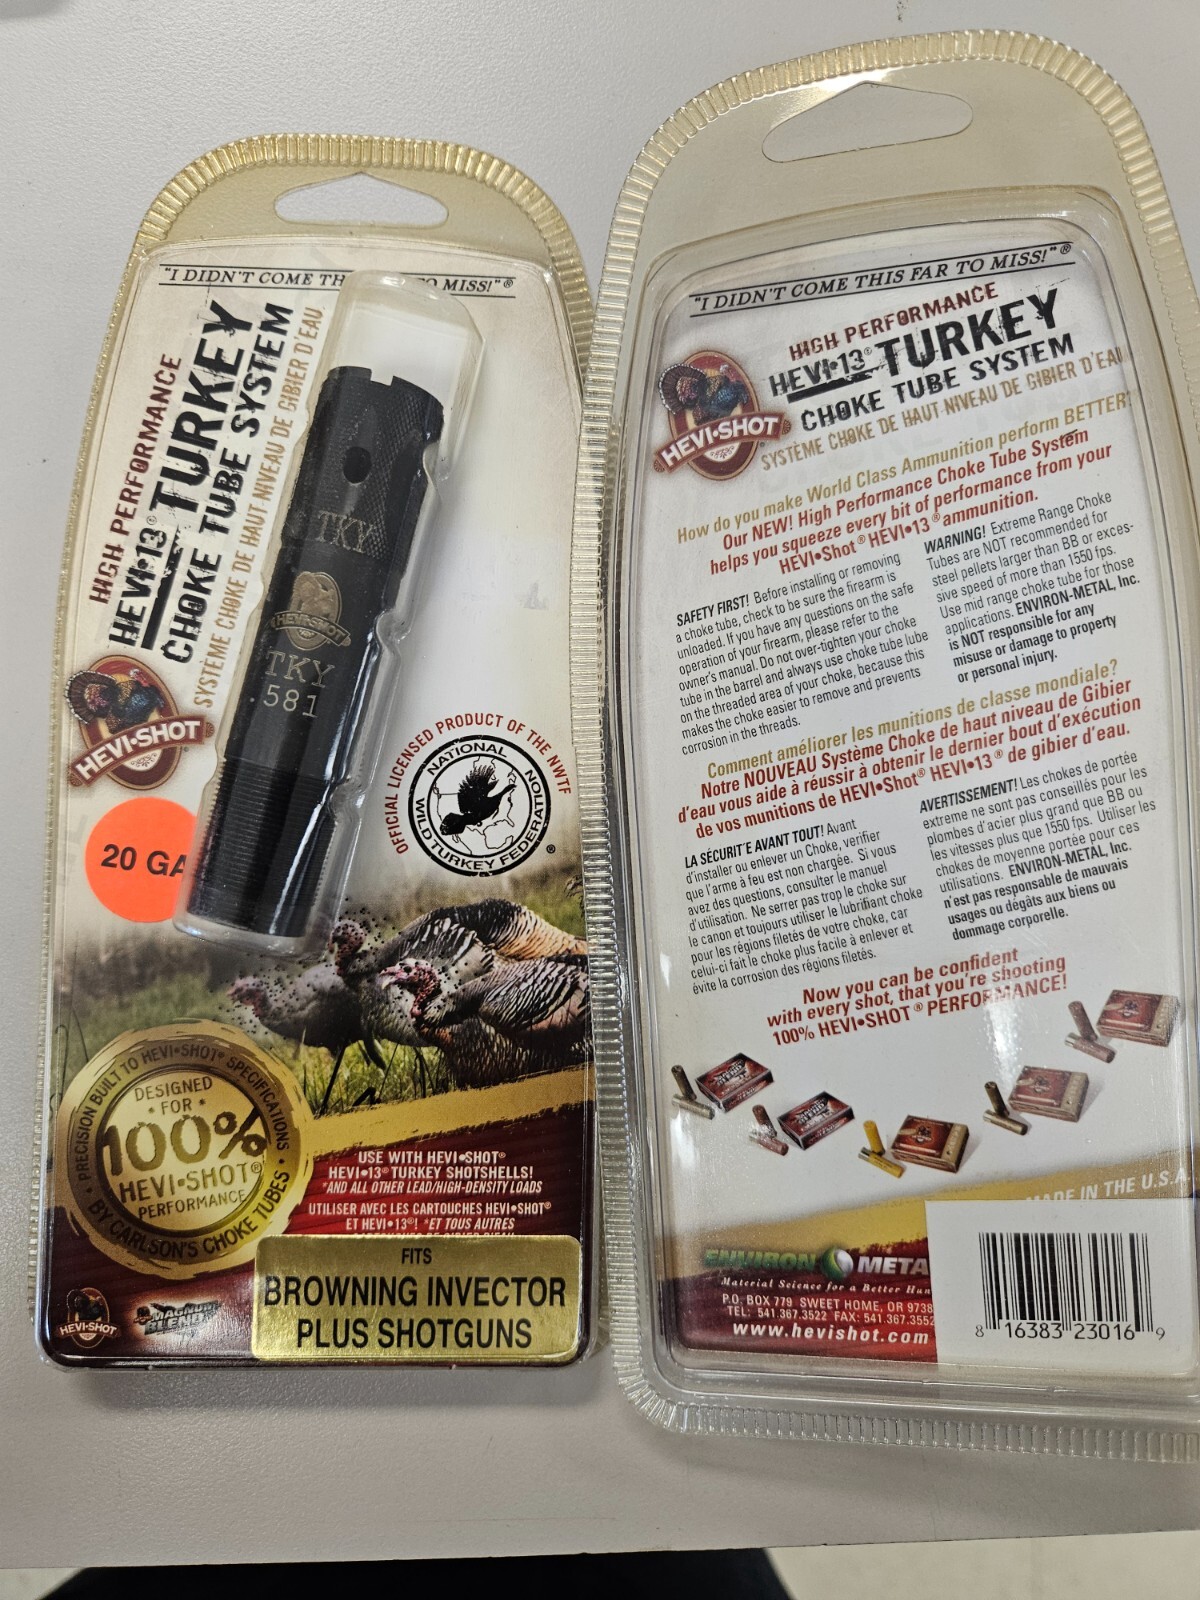 "I DIDN'T COME TH TO MISS!"®
HIGH PERFORMANCE
HEVI•13® TURKEY
CHOKE TUBE SYSTEM
SYSTÈME CHOKE DE HAUT NIVEAU DE GIBIER D'EAU
HEVI•SHOT
TKY
HEVI-SHOT
TKY
.581
20 GA
OFFICIAL LICENSED PRODUCT OF THE NWTF
NATIONAL WILD TURKEY FEDERATION
®
PRECISION BUILT TO HEVI•SHOT® SPECIFICATIONS
DESIGNED
• FOR •
100%
HEVI•SHOT®
PERFORMANCE
• BY CARLSON'S CHOKE TUBES •
USE WITH HEVI•SHOT®
HEVI•13® TURKEY SHOTSHELLS!
*AND ALL OTHER LEAD/HIGH-DENSITY LOADS
UTILISER AVEC LES CARTOUCHES HEVI•SHOT®
ET HEVI•13®! *ET TOUS AUTRES
HEVI•SHOT
MAGNUM
BLEND
FITS
BROWNING INVECTOR
PLUS SHOTGUNS
"I DIDN'T COME THIS FAR TO MISS!"®
HIGH PERFORMANCE
HEVI•13® TURKEY
CHOKE TUBE SYSTEM
SYSTÈME CHOKE DE HAUT NIVEAU DE GIBIER D'EAU
HEVI•SHOT
How do you make World Class Ammunition perform BETTER?
Our NEW! High Performance Choke Tube System
helps you squeeze every bit of performance from your
HEVI•Shot® HEVI•13® ammunition.
SAFETY FIRST! Before installing or removing
a choke tube, check to be sure the firearm is
unloaded. If you have any questions on the safe
operation of your firearm, please refer to the
owner's manual. Do not over-tighten your choke
tube in the barrel and always use choke tube lube
on the threaded area of your choke, because this
makes the choke easier to remove and prevents
corrosion in the threads.
WARNING! Extreme Range Choke
Tubes are NOT recommended for
steel pellets larger than BB or exces-
sive speed of more than 1550 fps.
Use mid range choke tube for those
applications. ENVIRON-METAL, Inc.
is NOT responsible for any
misuse or damage to property
or personal injury.
Comment améliorer les munitions de classe mondiale?
Notre NOUVEAU Système Choke de haut niveau de Gibier
d'eau vous aide à réussir à obtenir le dernier bout d'exécution
de vos munitions de HEVI•Shot® HEVI•13® de gibier d'eau.
LA SÉCURIT'E AVANT TOUT! Avant
d'installer ou enlever un Choke, verifier
que l'arme à feu est non chargée. Si vous
avez des questions, consulter le manuel
d'utilisation. Ne serrer pas trop le choke sur
le canon et toujours utiliser le lubrifiant choke
pour les régions filetés de votre choke, car
celui-ci fait le choke plus facile à enlever et
évite la corrosion des régions filetés.
AVERTISSEMENT! Les chokes de portée
extreme ne sont pas conseillés pour les
plombes d'acier plus grand que BB ou
les vitesses plus que 1550 fps. Utiliser les
chokes de moyenne portée pour ces
utilisations. ENVIRON-METAL, Inc.
n'est pas responsable de mauvais
usages ou dégâts aux biens ou
dommage corporelle.
Now you can be confident
with every shot, that you're shooting
100% HEVI•SHOT® PERFORMANCE!
MADE IN THE U.S.A.
ENVIRON METAL
Material Science for a Better Hun
P.O. BOX 779 SWEET HOME, OR 9738
TEL: 541.367.3522 FAX: 541.367.3552
www.hevishot.com
8 16383 23016 9